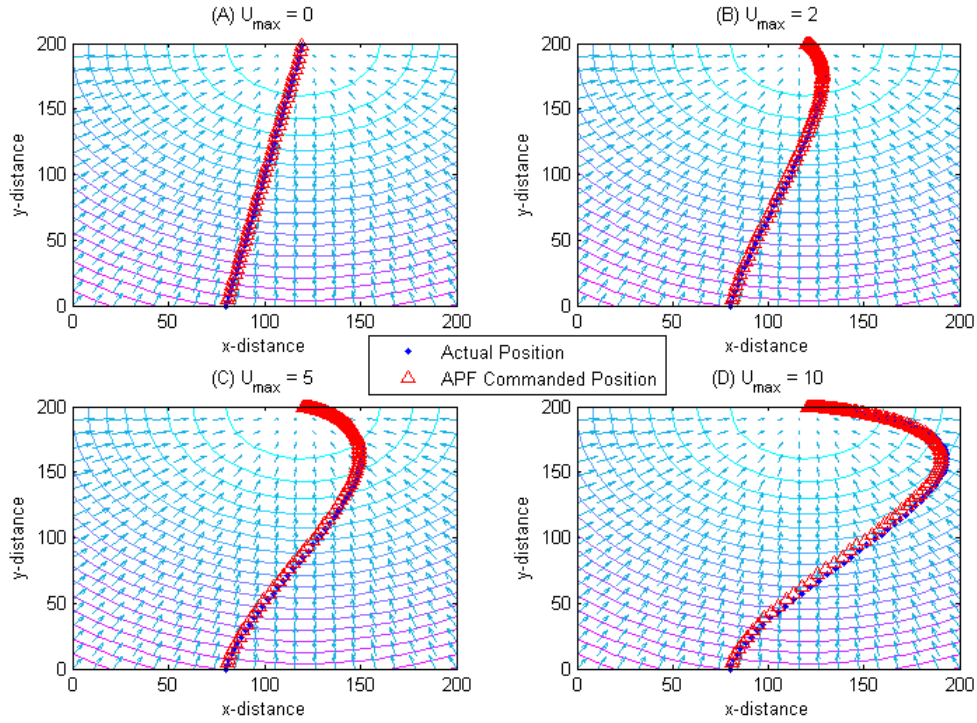 (A) U_max = 0
200
150
100
50
0
y-distance
0 50 100 150 200
x-distance
(B) U_max = 2
200
150
100
50
0
y-distance
0 50 100 150 200
x-distance
Actual Position
APF Commanded Position
(C) U_max = 5
200
150
100
50
0
y-distance
0 50 100 150 200
x-distance
(D) U_max = 10
200
150
100
50
0
y-distance
0 50 100 150 200
x-distance